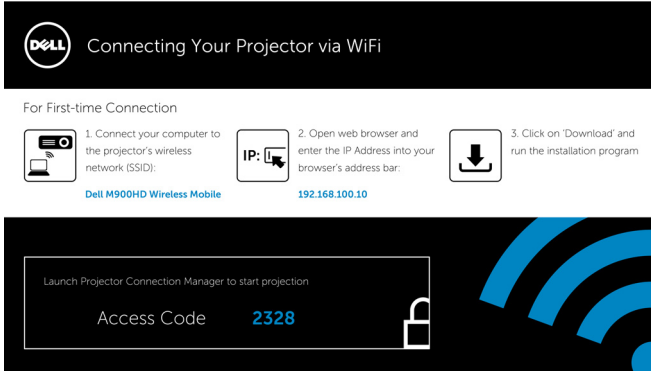 DELL
Connecting Your Projector via WiFi
For First-time Connection
1. Connect your computer to
the projector's wireless
network (SSID):
Dell M900HD Wireless Mobile
IP:
2. Open web browser and
enter the IP Address into your
browser's address bar:
192.168.100.10
3. Click on 'Download' and
run the installation program
Launch Projector Connection Manager to start projection
Access Code 2328